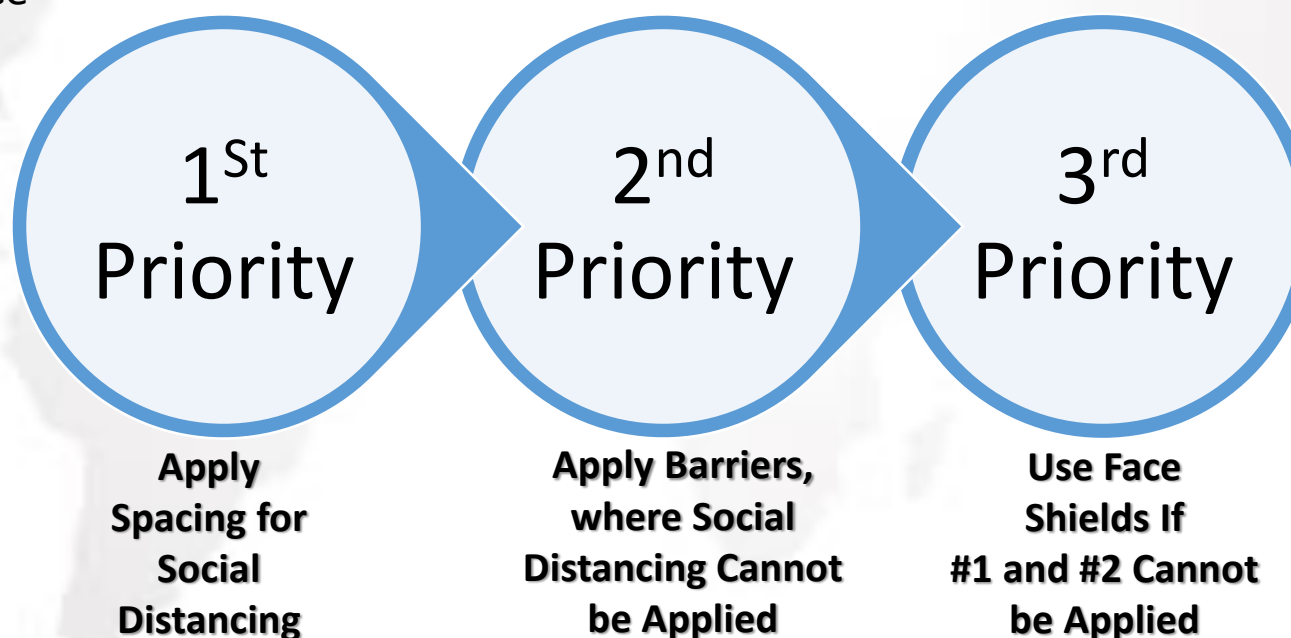 1St
Priority
2nd
Priority
3rd
Priority
Apply
Spacing for
Social
Distancing
Apply Barriers,
where Social
Distancing Cannot
be Applied
Use Face
Shields If
#1 and #2 Cannot
be Applied